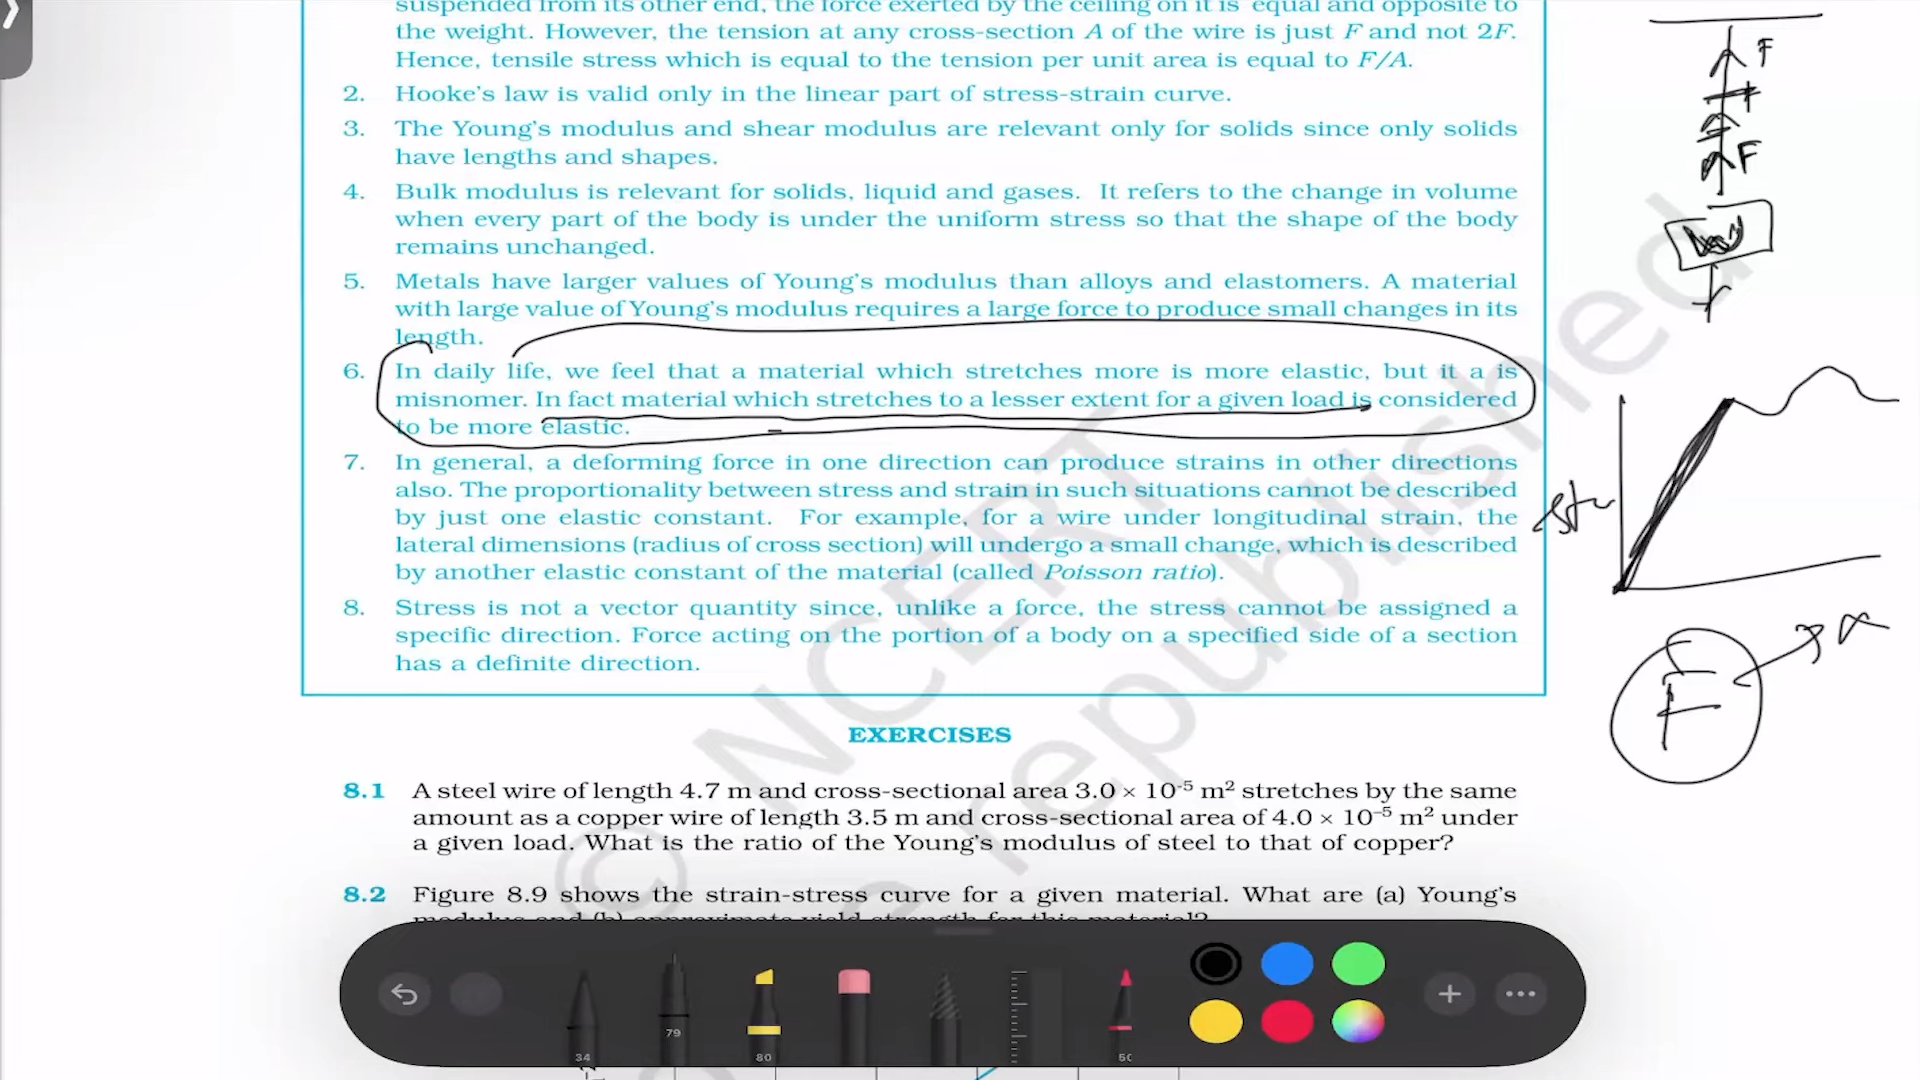 suspended from its other end, the force exerted by the ceiling on it is equal and opposite to
the weight. However, the tension at any cross-section A of the wire is just F and not 2F.
Hence, tensile stress which is equal to the tension per unit area is equal to F/A.
2. Hooke's law is valid only in the linear part of stress-strain curve.
3. The Young's modulus and shear modulus are relevant only for solids since only solids
have lengths and shapes.
4. Bulk modulus is relevant for solids, liquid and gases. It refers to the change in volume
when every part of the body is under the uniform stress so that the shape of the body
remains unchanged.
5. Metals have larger values of Young's modulus than alloys and elastomers. A material
with large value of Young's modulus requires a large force to produce small changes in its
length.
6. In daily life, we feel that a material which stretches more is more elastic, but it a is
misnomer. In fact material which stretches to a lesser extent for a given load is considered
to be more elastic.
7. In general, a deforming force in one direction can produce strains in other directions
also. The proportionality between stress and strain in such situations cannot be described
by just one elastic constant. For example, for a wire under longitudinal strain, the
lateral dimensions (radius of cross section) will undergo a small change, which is described
by another elastic constant of the material (called Poisson ratio).
8. Stress is not a vector quantity since, unlike a force, the stress cannot be assigned a
specific direction. Force acting on the portion of a body on a specified side of a section
has a definite direction.
EXERCISES
8.1 A steel wire of length 4.7 m and cross-sectional area 3.0 × 10⁻⁵ m² stretches by the same
amount as a copper wire of length 3.5 m and cross-sectional area of 4.0 × 10⁻⁵ m² under
a given load. What is the ratio of the Young's modulus of steel to that of copper?
8.2 Figure 8.9 shows the strain-stress curve for a given material. What are (a) Young's
modulus and (b) approximate yield strength for this material?
© NCERT
republished
F
F
F
34
79
80
50